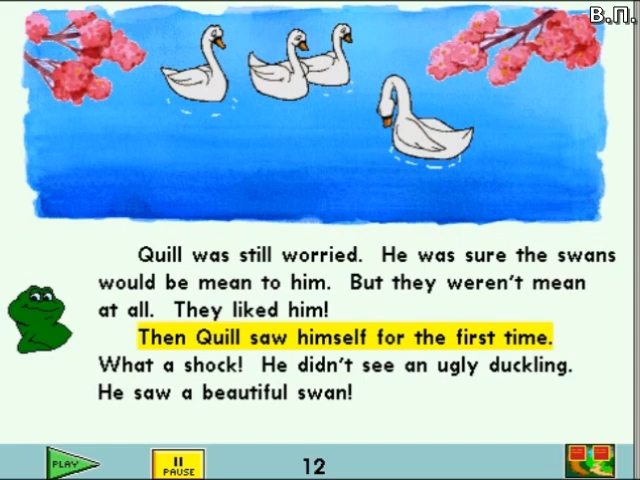 В.П.
Quill was still worried. He was sure the swans
would be mean to him. But they weren't mean
at all. They liked him!
Then Quill saw himself for the first time.
What a shock! He didn't see an ugly duckling.
He saw a beautiful swan!
PLAY
PAUSE
12